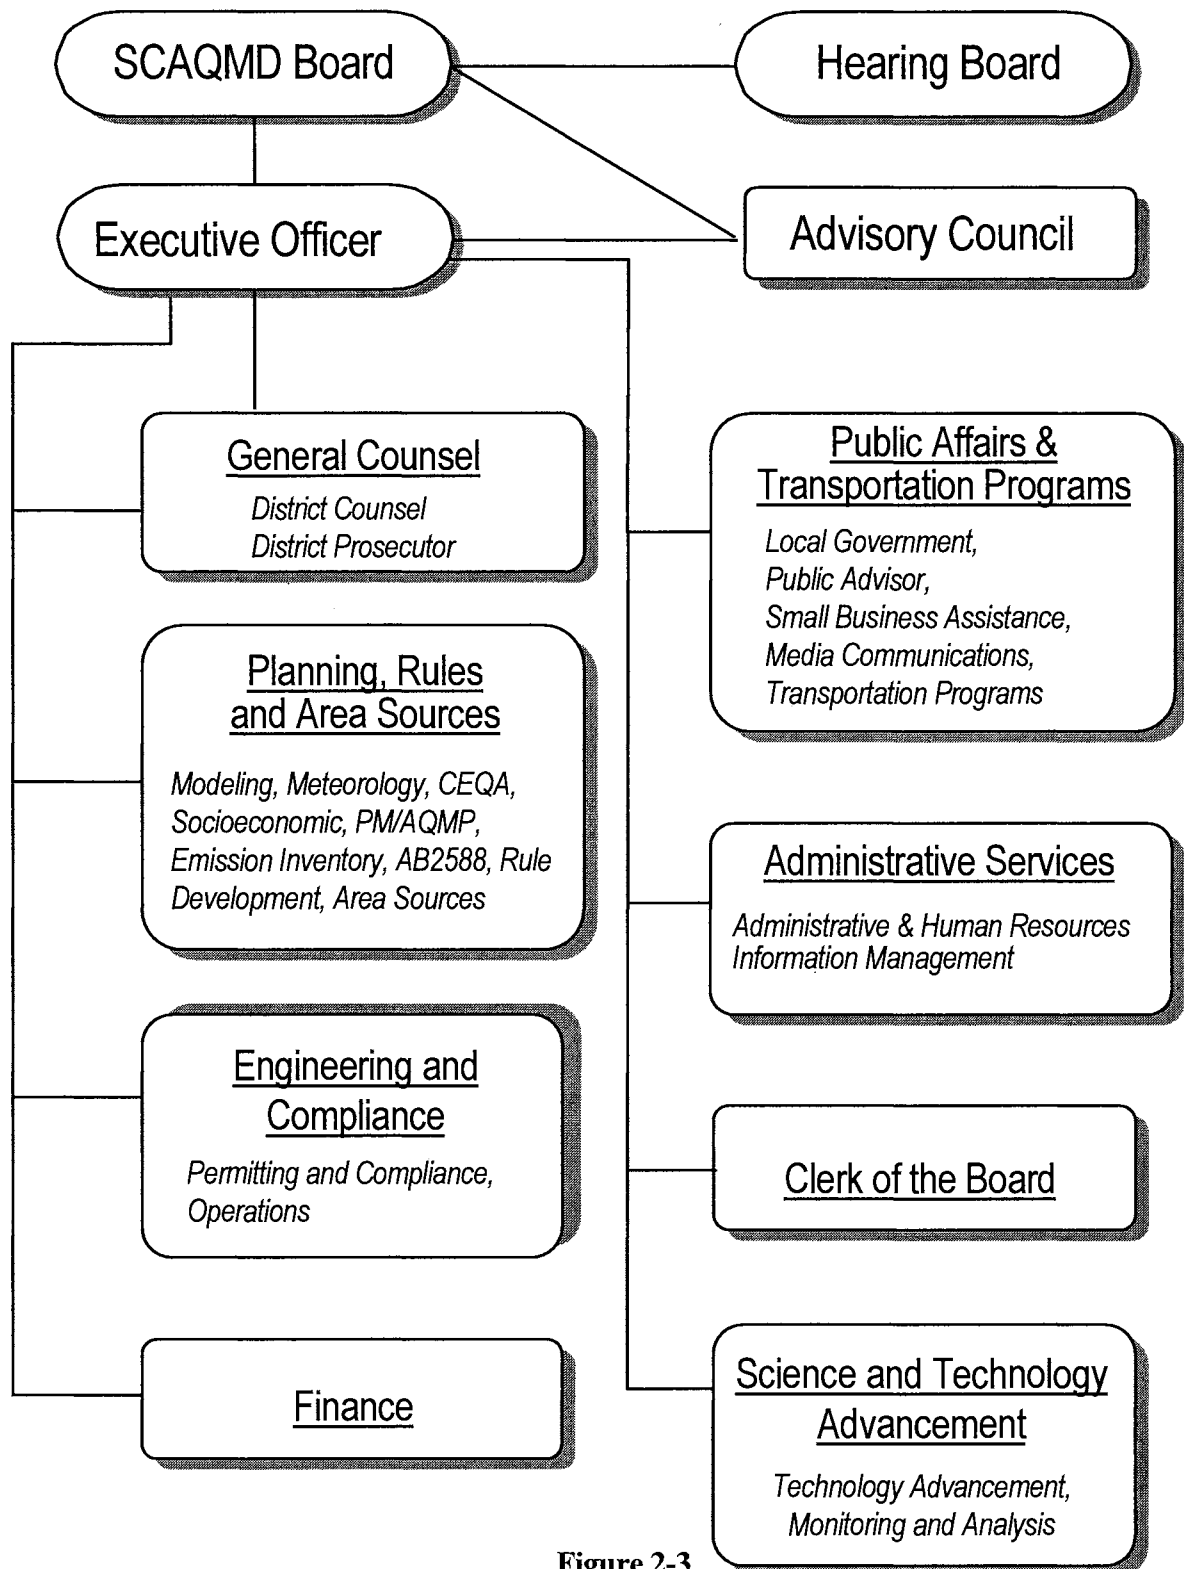 SCAQMD Board
Hearing Board
Executive Officer
Advisory Council
General Counsel
District Counsel
District Prosecutor
Planning, Rules
and Area Sources
Modeling, Meteorology, CEQA,
Socioeconomic, PM/AQMP,
Emission Inventory, AB2588, Rule
Development, Area Sources
Engineering and
Compliance
Permitting and Compliance,
Operations
Finance
Public Affairs &
Transportation Programs
Local Government,
Public Advisor,
Small Business Assistance,
Media Communications,
Transportation Programs
Administrative Services
Administrative & Human Resources
Information Management
Clerk of the Board
Science and Technology
Advancement
Technology Advancement,
Monitoring and Analysis
Figure 2-3